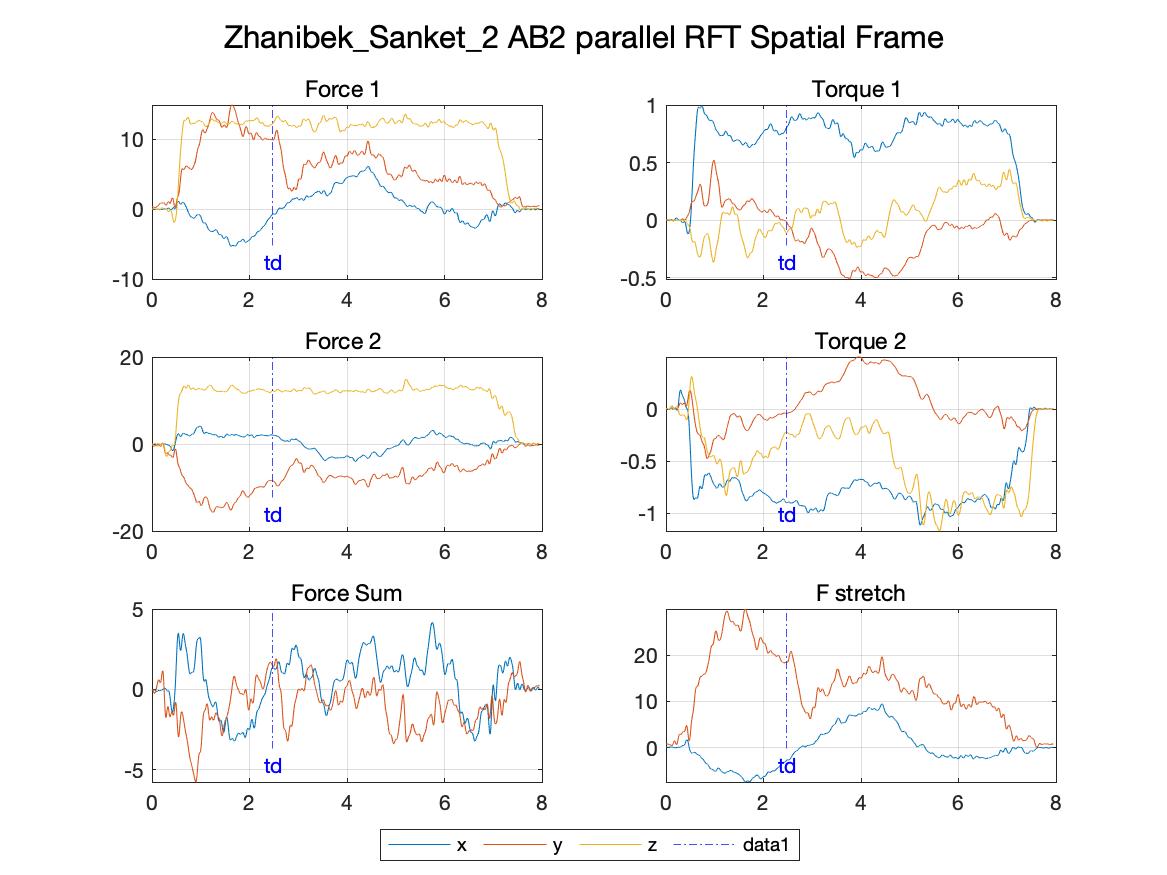 Zhanibek_Sanket_2 AB2 parallel RFT Spatial Frame
Force 1
10
0
-10
td
0 2 4 6 8
Torque 1
1
0.5
0
-0.5
td
0 2 4 6 8
Force 2
20
0
-20
td
0 2 4 6 8
Torque 2
0
-0.5
-1
td
0 2 4 6 8
Force Sum
5
0
-5
td
0 2 4 6 8
F stretch
20
10
0
td
0 2 4 6 8
x y z data1